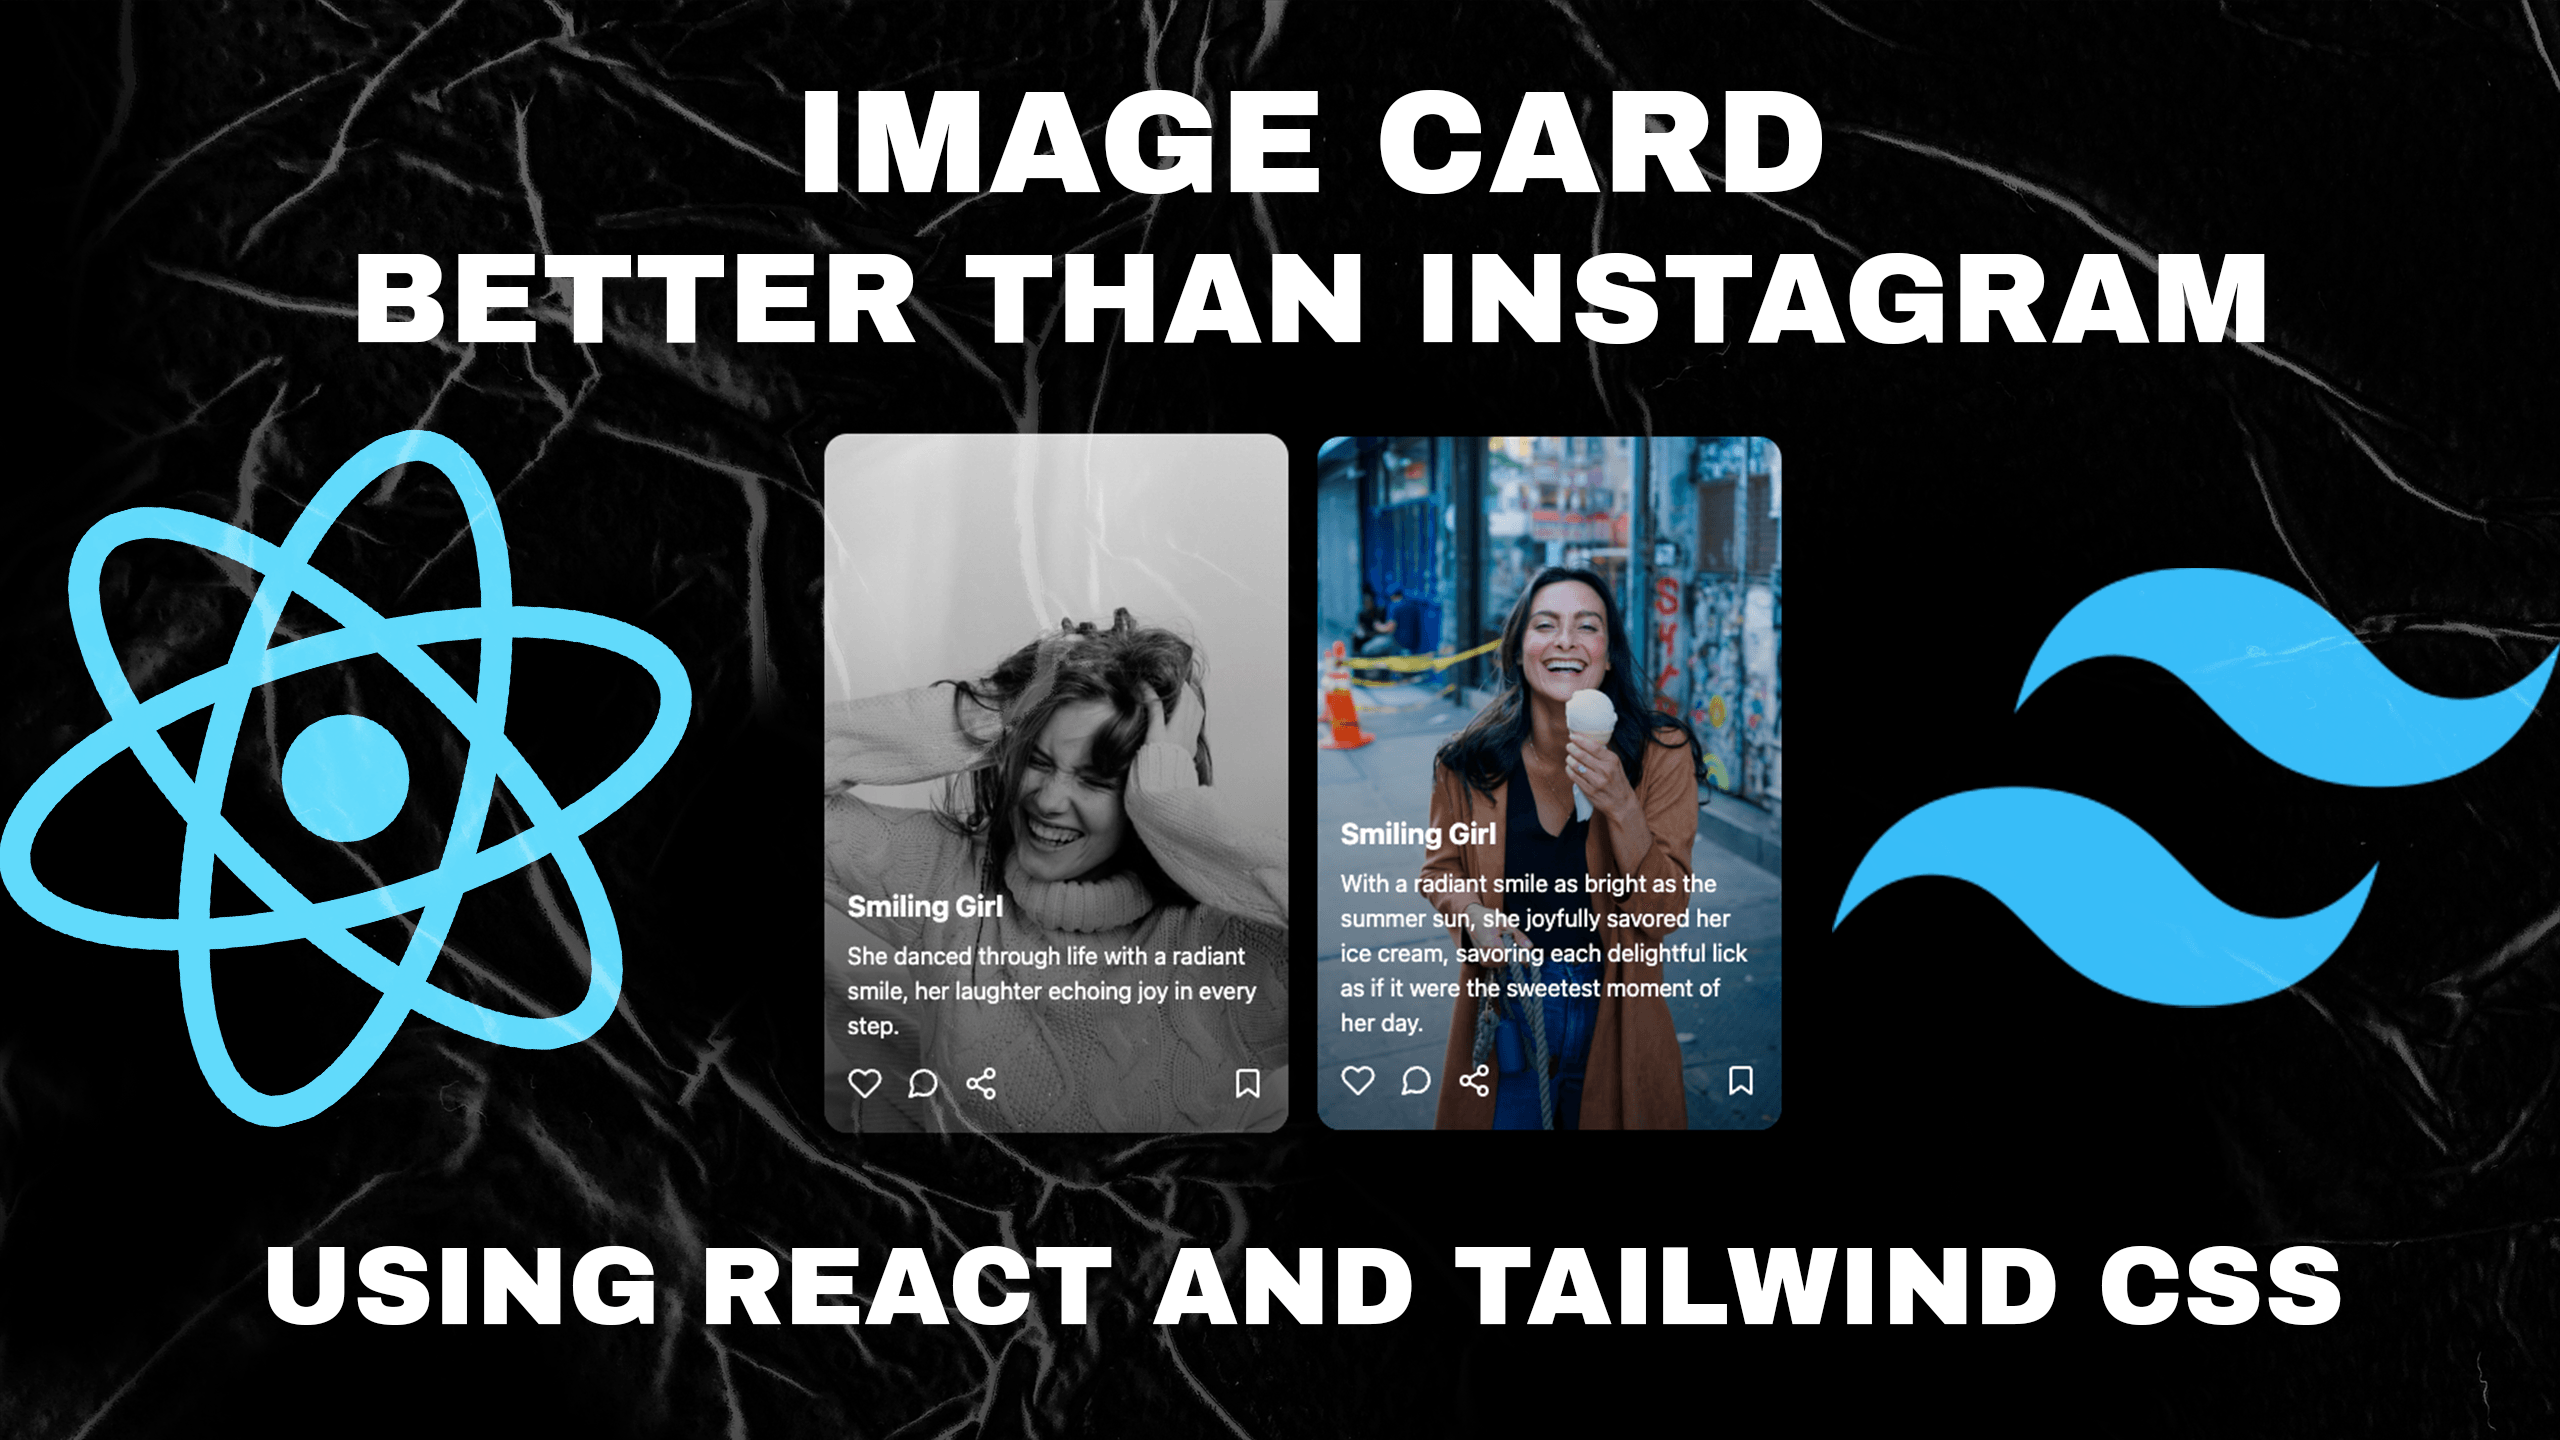 IMAGE CARD
BETTER THAN INSTAGRAM
Smiling Girl
She danced through life with a radiant
smile, her laughter echoing joy in every
step.
Smiling Girl
With a radiant smile as bright as the
summer sun, she joyfully savored her
ice cream, savoring each delightful lick
as if it were the sweetest moment of
her day.
USING REACT AND TAILWIND CSS